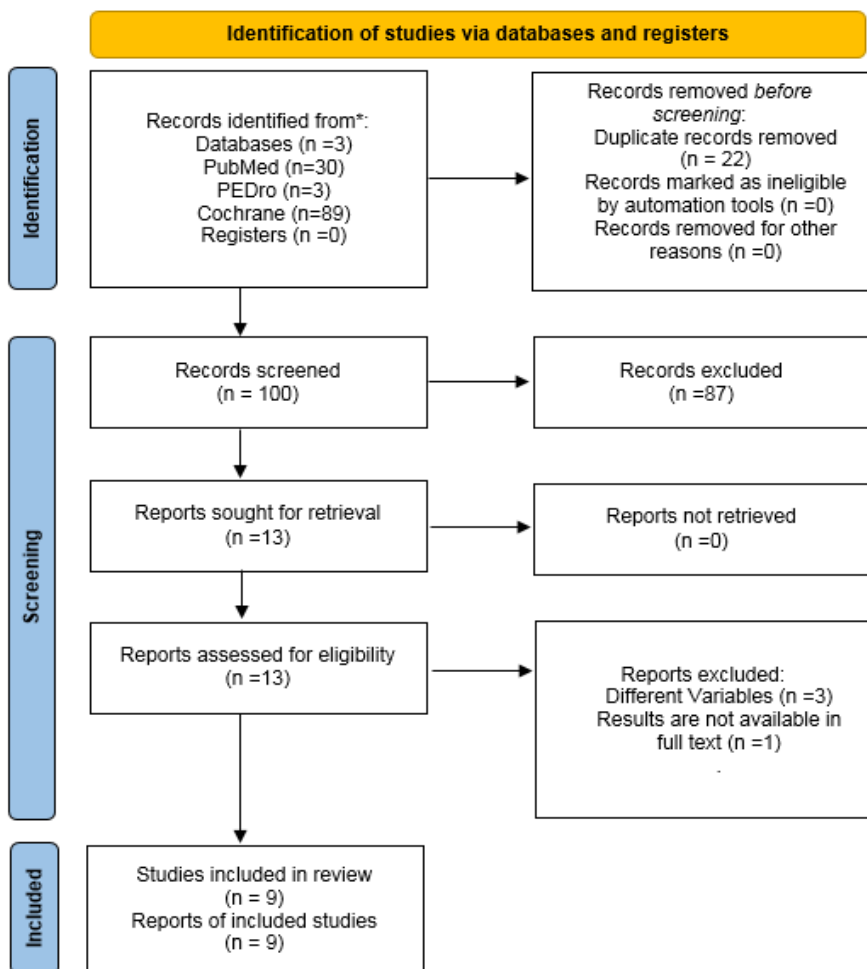 Identification of studies via databases and registers
Identification
Records identified from*:
Databases (n =3)
PubMed (n=30)
PEDro (n=3)
Cochrane (n=89)
Registers (n =0)
Records removed before
screening:
Duplicate records removed
(n = 22)
Records marked as ineligible
by automation tools (n =0)
Records removed for other
reasons (n =0)
Screening
Records screened
(n = 100)
Records excluded
(n =87)
Reports sought for retrieval
(n =13)
Reports not retrieved
(n =0)
Reports assessed for eligibility
(n =13)
Reports excluded:
Different Variables (n =3)
Results are not available in
full text (n =1)
.
Included
Studies included in review
(n = 9)
Reports of included studies
(n = 9)